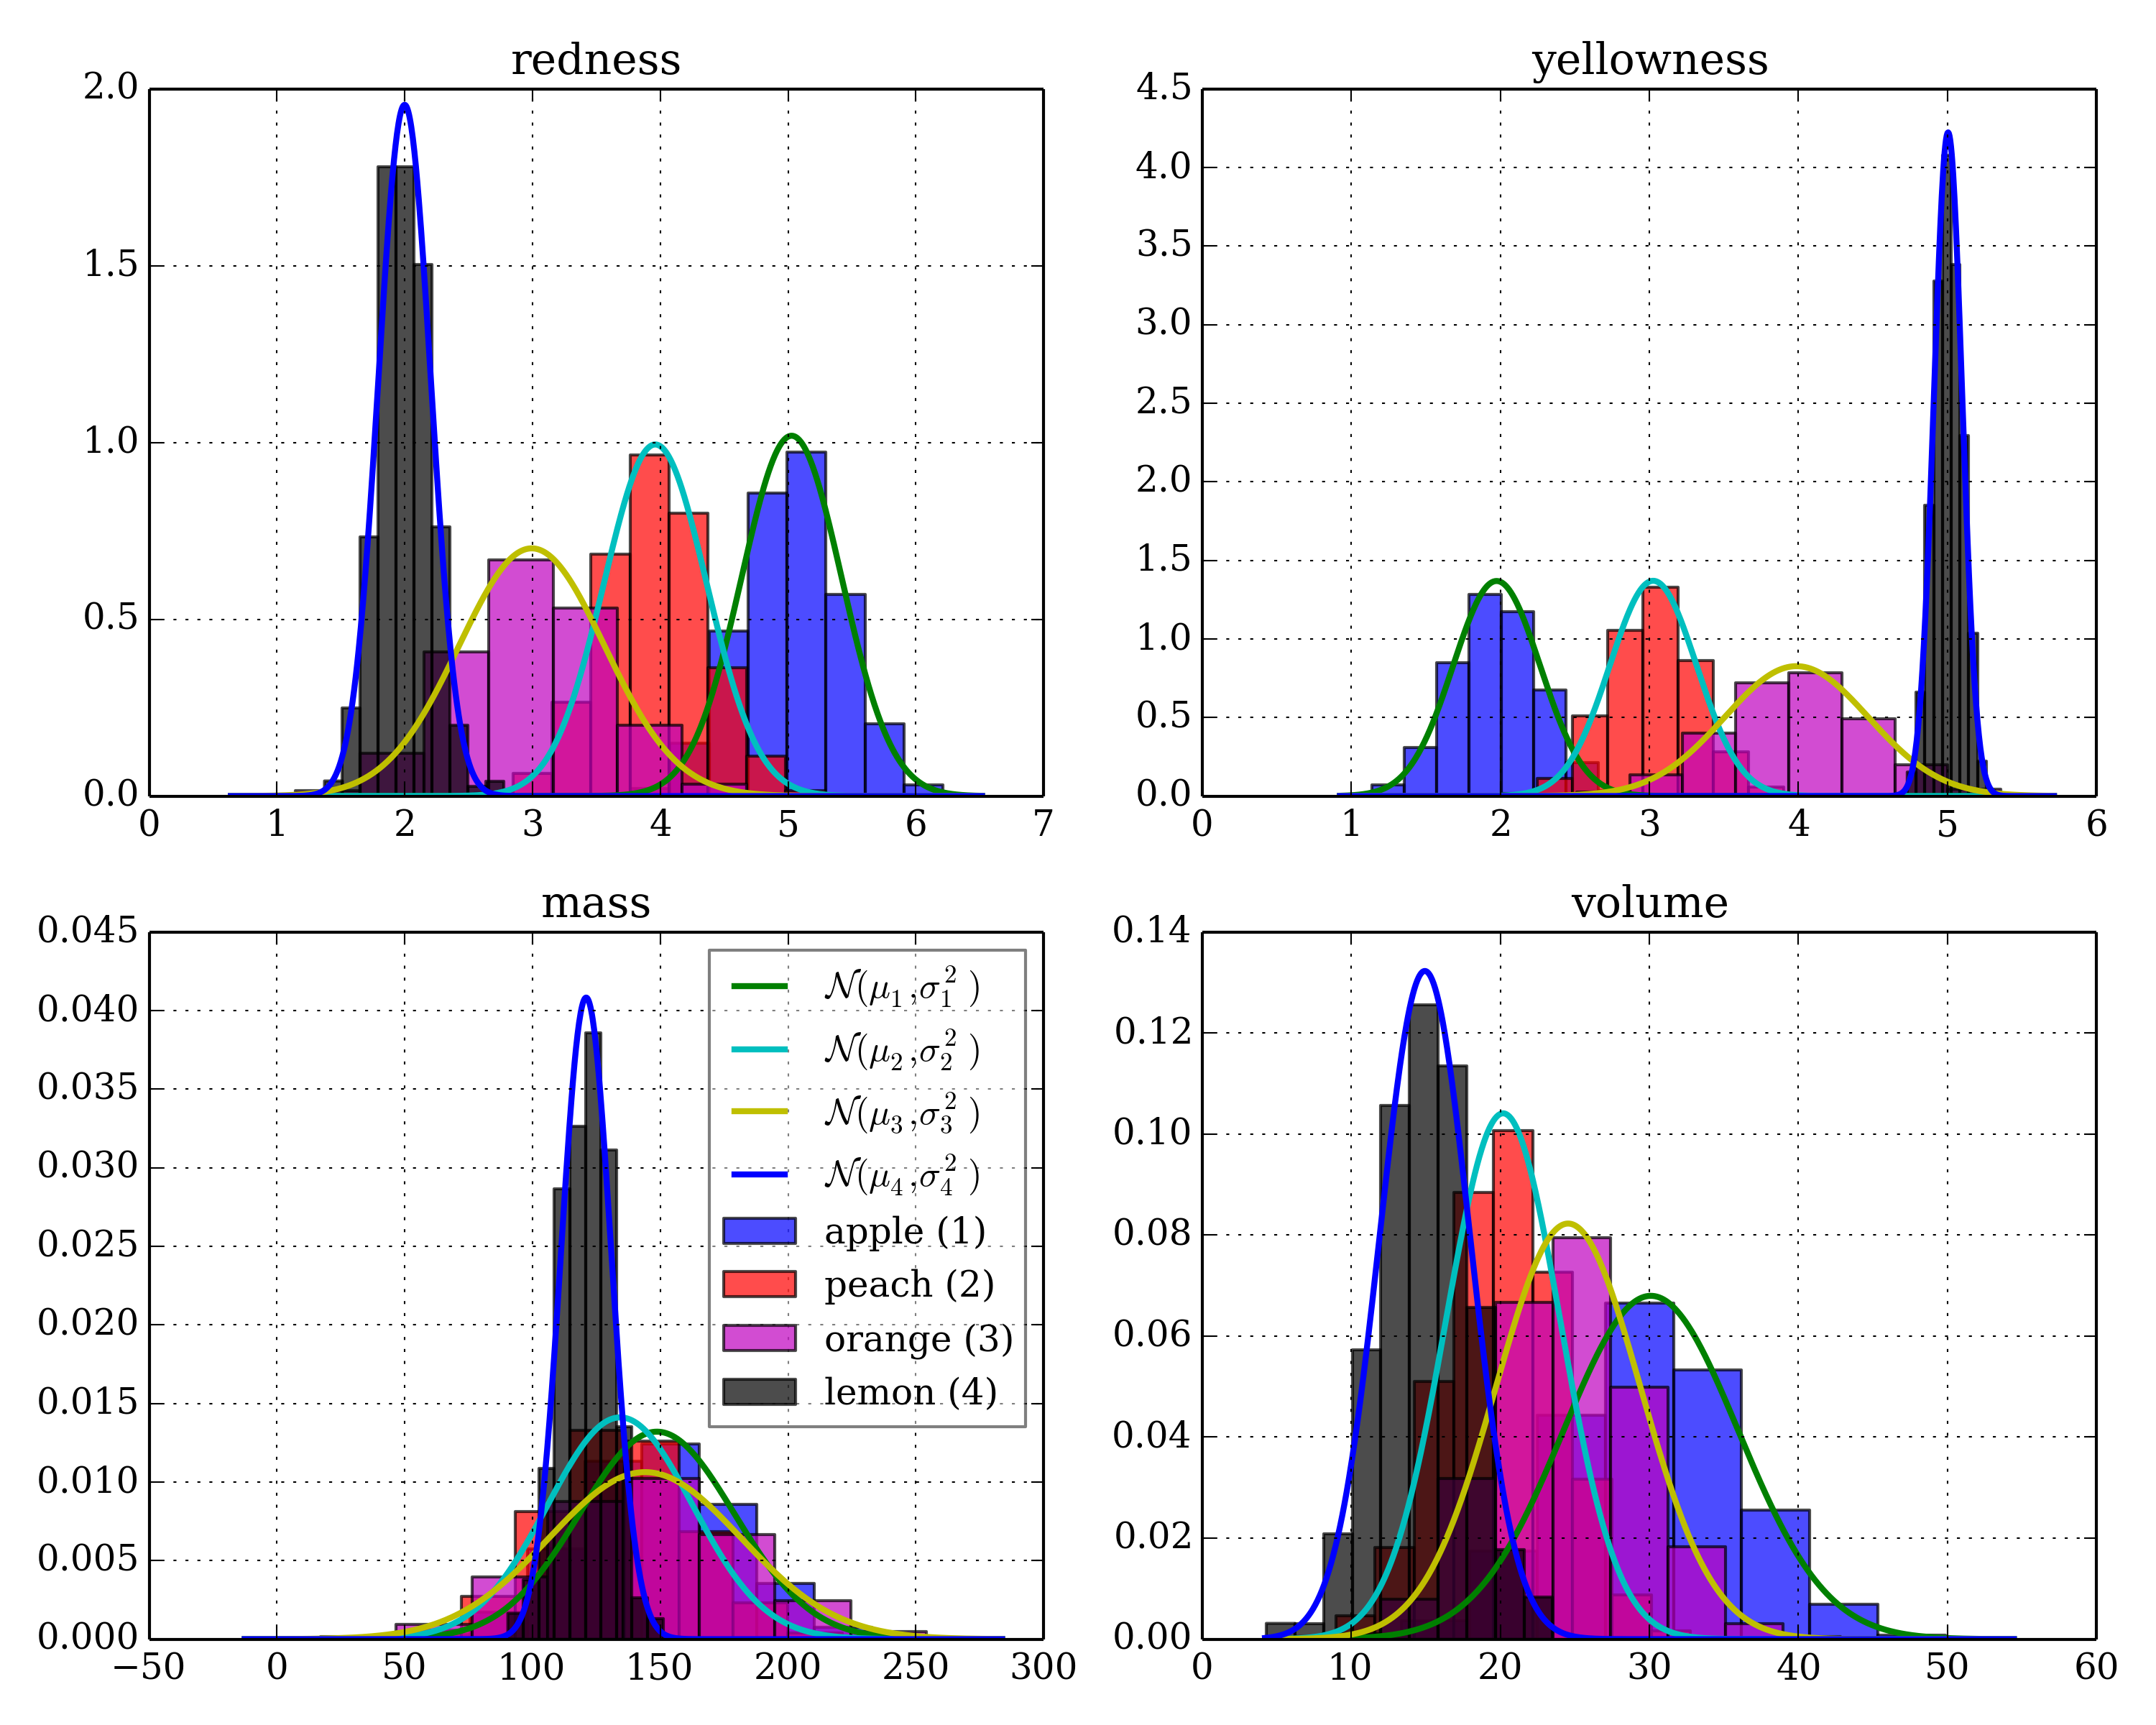 redness
2.0
1.5
1.0
0.5
0.0
0 1 2 3 4 5 6 7
yellowness
4.5
4.0
3.5
3.0
2.5
2.0
1.5
1.0
0.5
0.0
0 1 2 3 4 5 6
mass
0.045
0.040
0.035
0.030
0.025
0.020
0.015
0.010
0.005
0.000
−50 0 50 100 150 200 250 300
𝒩(μ₁,σ₁²)
𝒩(μ₂,σ₂²)
𝒩(μ₃,σ₃²)
𝒩(μ₄,σ₄²)
apple (1)
peach (2)
orange (3)
lemon (4)
volume
0.14
0.12
0.10
0.08
0.06
0.04
0.02
0.00
0 10 20 30 40 50 60